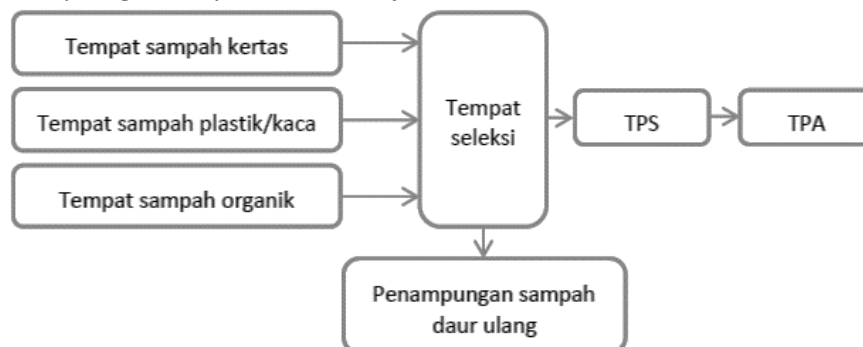 Tempat sampah kertas
Tempat sampah plastik/kaca
Tempat sampah organik
Tempat
seleksi
TPS
TPA
Penampungan sampah
daur ulang